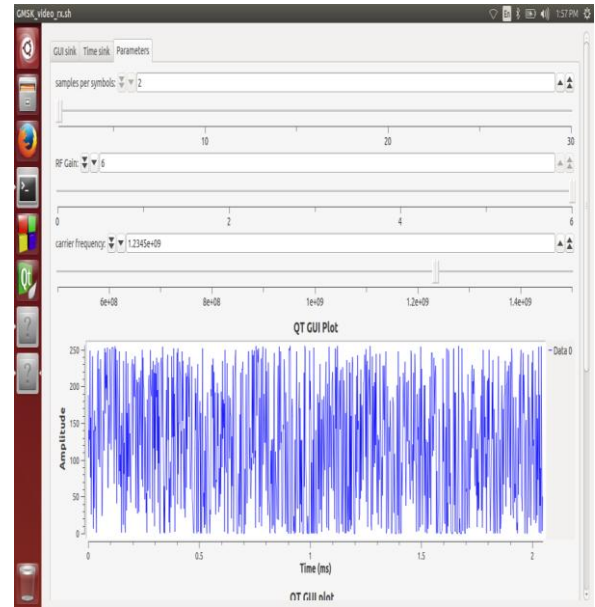 GMSK_video_rx.sh En 1:57 PM
GUI sink Time sink Parameters
samples per symbols: 2
10 20 30
RF Gain: 6
0 2 4 6
carrier frequency: 1.2345e+09
6e+08 8e+08 1e+09 1.2e+09 1.4e+09
QT GUI Plot
Data 0
250
200
150
100
50
0
Amplitude
0 0.5 1 1.5 2
Time (ms)
QT GUI plot